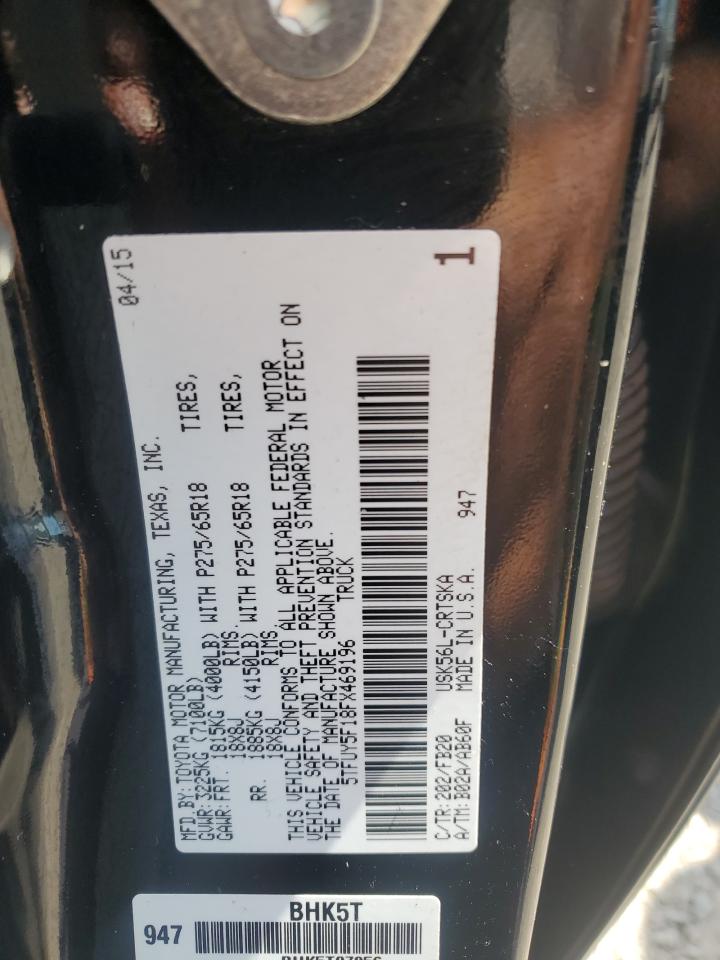 MFD BY:TOYOTA MOTOR MANUFACTURING, TEXAS, INC. 04/15
GVWR:3225KG (7100LB)
GAWR:FRT. 1815KG (4000LB) WITH P275/65R18 TIRES,
18X8J RIMS.
RR. 1885KG (4150LB) WITH P275/65R18 TIRES,
18X8J RIMS.
THIS VEHICLE CONFORMS TO ALL APPLICABLE FEDERAL MOTOR
VEHICLE SAFETY AND THEFT PREVENTION STANDARDS IN EFFECT ON
THE DATE OF MANUFACTURE SHOWN ABOVE.
5TFUY5F18FX469196 TRUCK
C/TR:202/FB20 USK56L-CRTSKA
A/TM:B02A/AB60F MADE IN U.S.A. 947
1
BHK5T
947